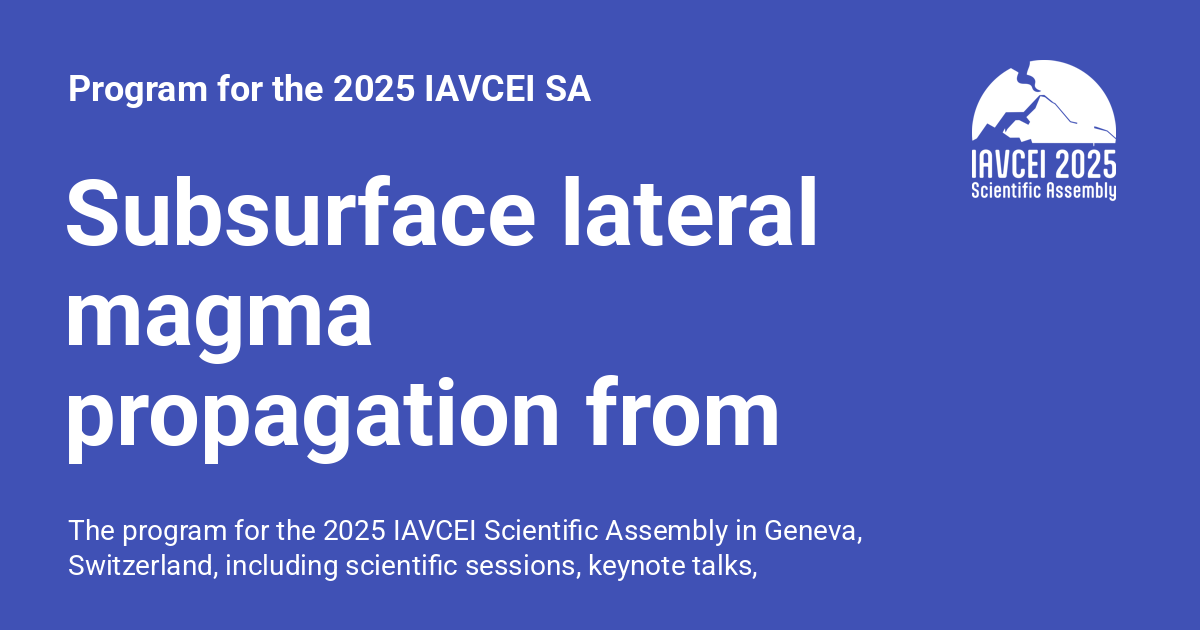 Program for the 2025 IAVCEI SA
IAVCEI 2025
Scientific Assembly
Subsurface lateral
magma
propagation from
The program for the 2025 IAVCEI Scientific Assembly in Geneva,
Switzerland, including scientific sessions, keynote talks,